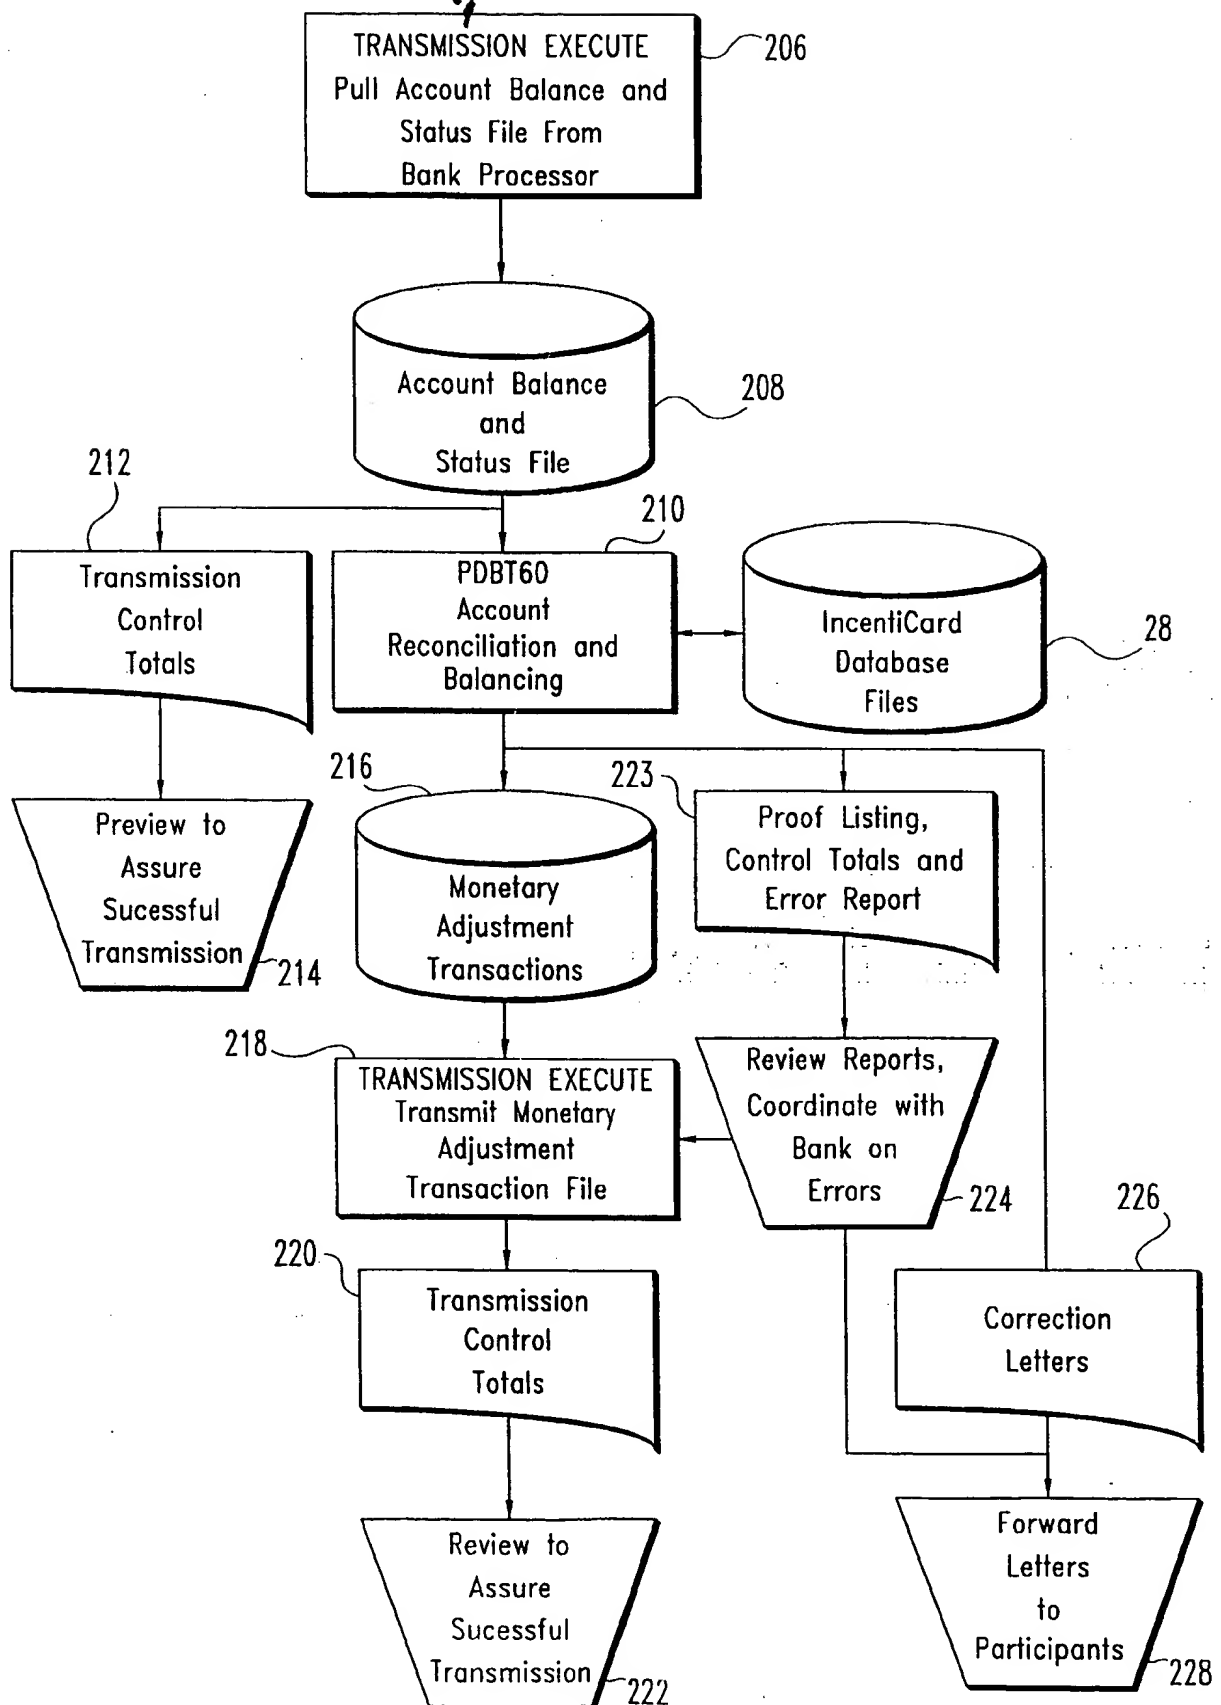 TRANSMISSION EXECUTE
Pull Account Balance and
Status File From
Bank Processor
206
Account Balance
and
Status File
208
212
Transmission
Control
Totals
210
PDBT60
Account
Reconciliation and
Balancing
IncentiCard
Database
Files
28
Preview to
Assure
Sucessful
Transmission
214
216
Monetary
Adjustment
Transactions
223
Proof Listing,
Control Totals and
Error Report
218
TRANSMISSION EXECUTE
Transmit Monetary
Adjustment
Transaction File
Review Reports,
Coordinate with
Bank on
Errors
224
220
Transmission
Control
Totals
226
Correction
Letters
Review to
Assure
Sucessful
Transmission
222
Forward
Letters
to
Participants
228